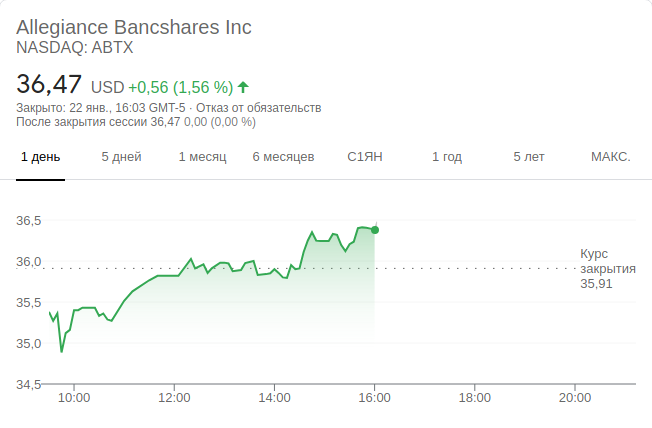 Allegiance Bancshares Inc
NASDAQ: ABTX
36,47 USD +0,56 (1,56 %)
Закрыто: 22 янв., 16:03 GMT-5 · Отказ от обязательств
После закрытия сессии 36,47 0,00 (0,00 %)
1 день 5 дней 1 месяц 6 месяцев С1ЯН 1 год 5 лет МАКС.
36,5
36,0
35,5
35,0
34,5
Курс
закрытия
35,91
10:00 12:00 14:00 16:00 18:00 20:00